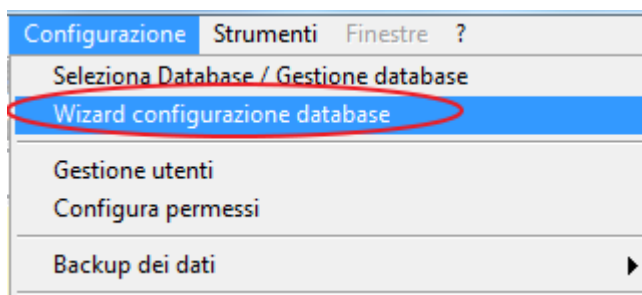 Configurazione Strumenti Finestre ?
Seleziona Database / Gestione database
Wizard configurazione database
Gestione utenti
Configura permessi
Backup dei dati